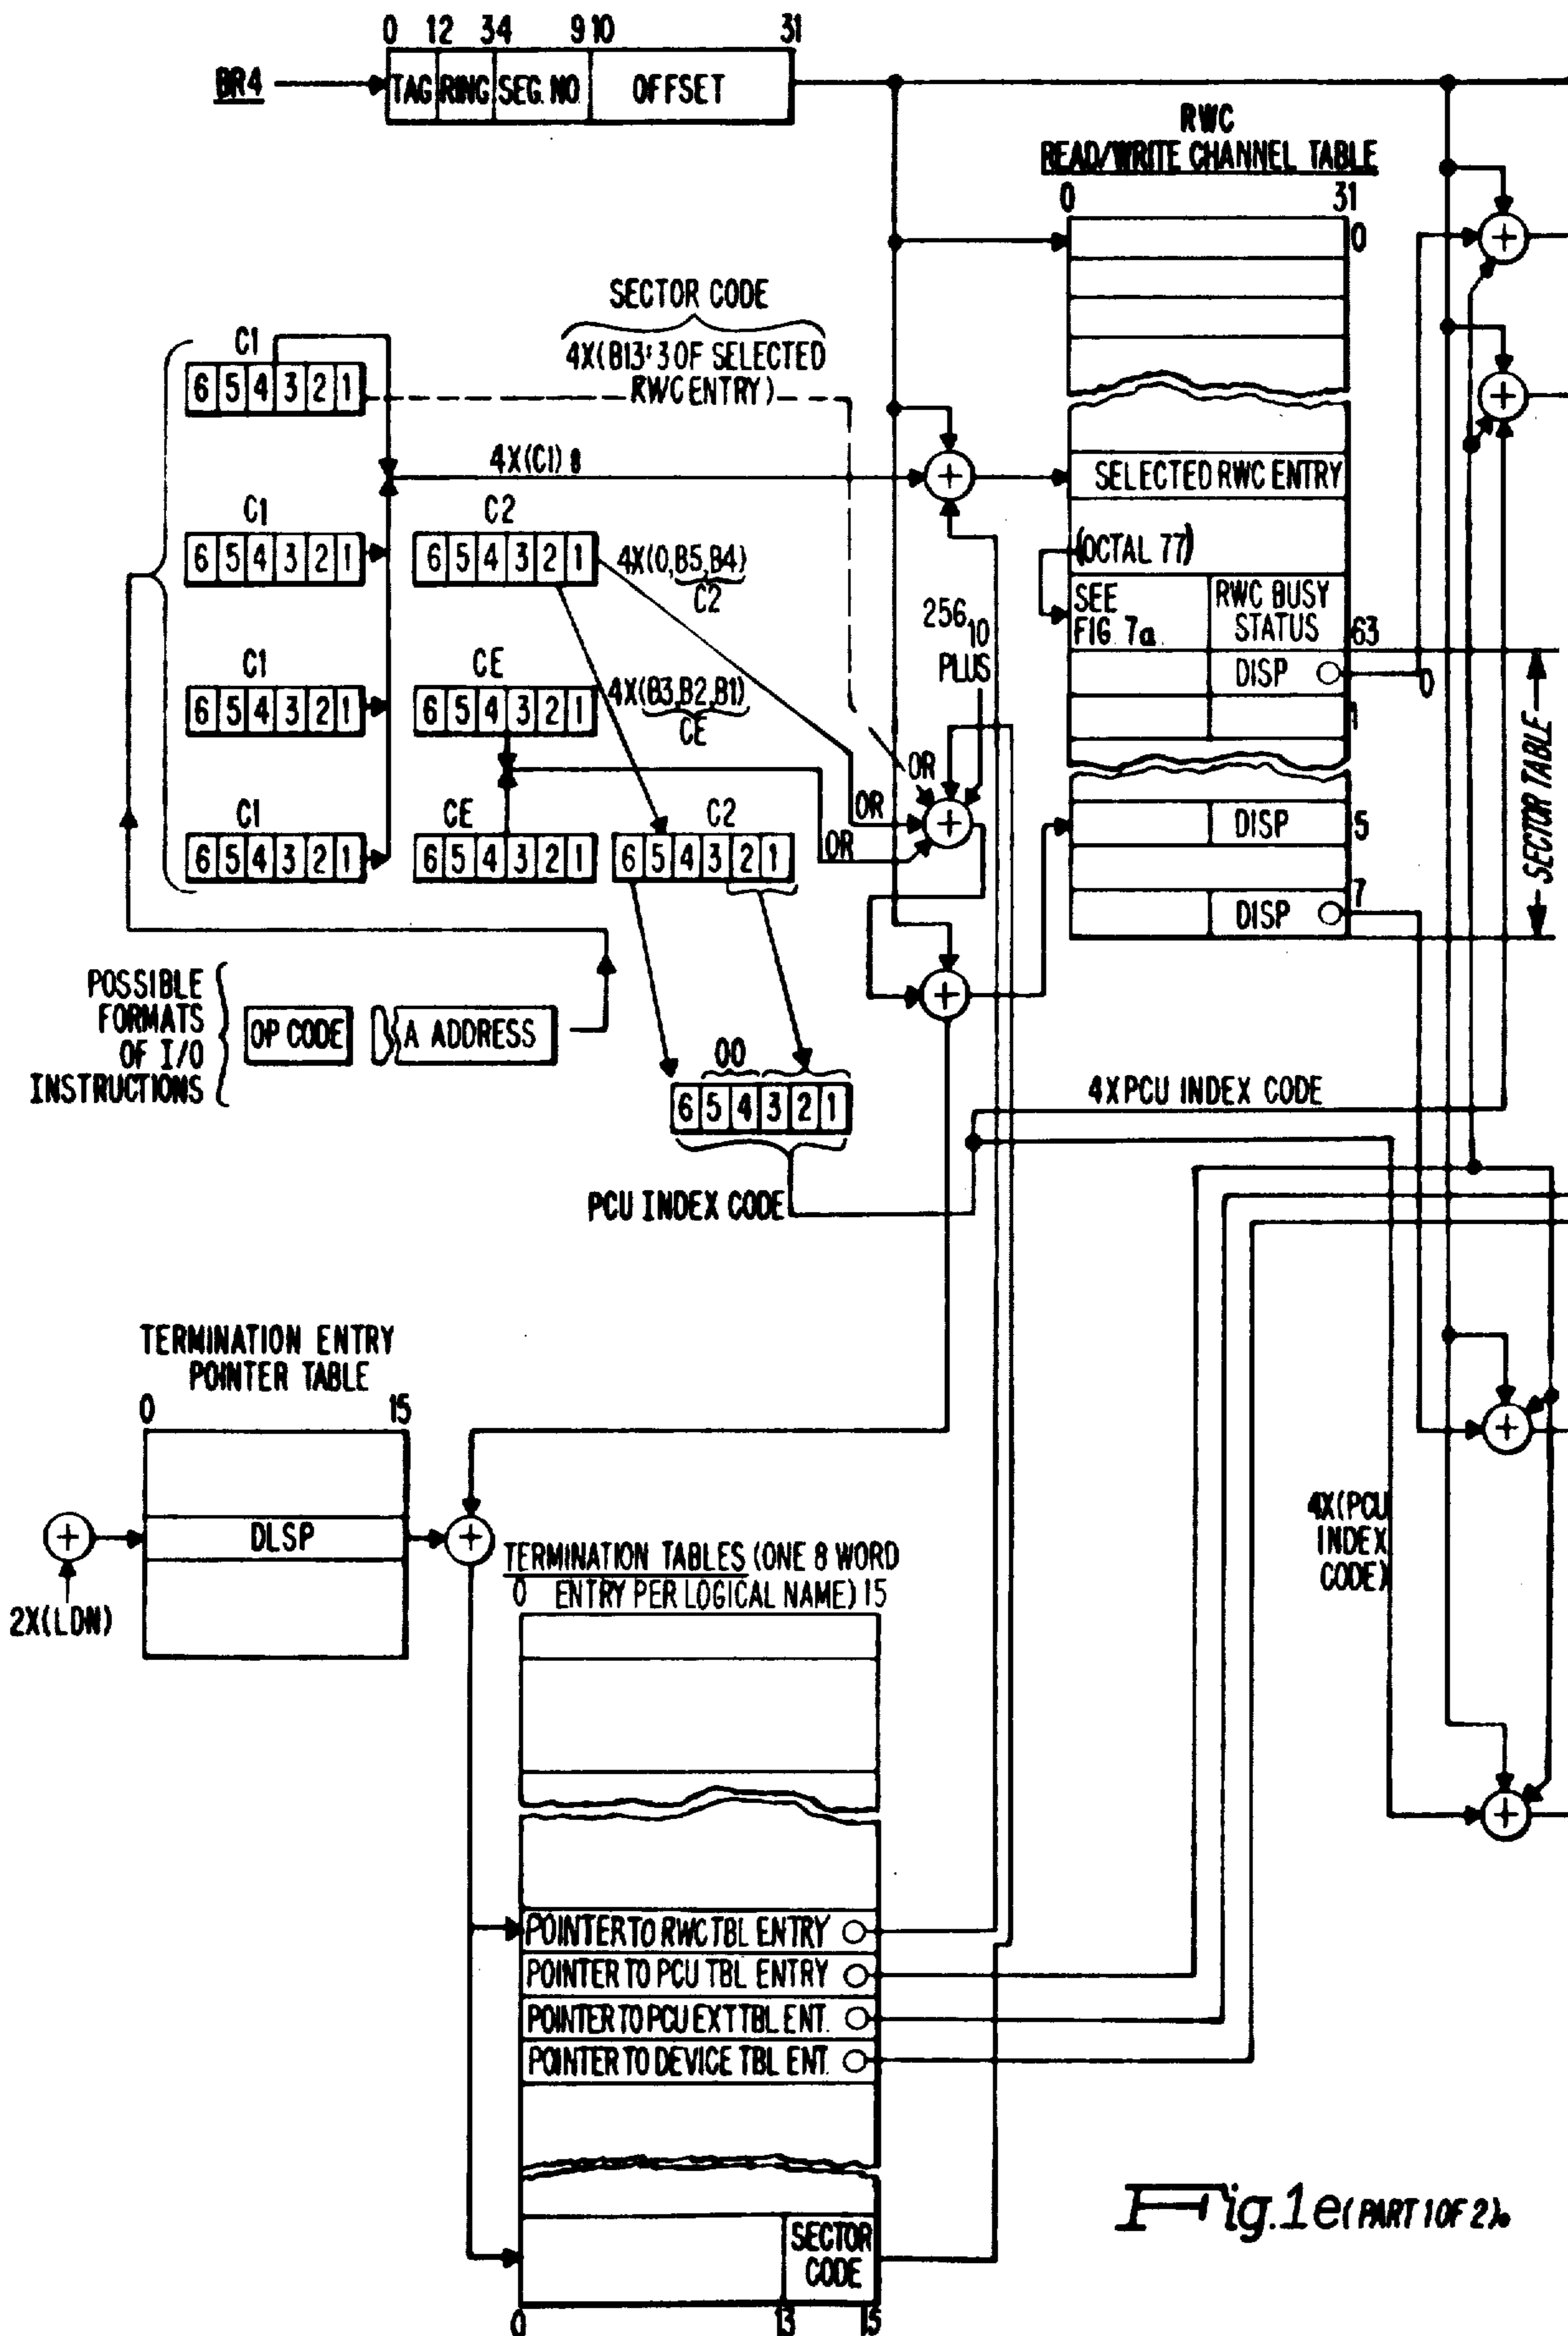 0 12 34 9 10 31
BR4
TAG RING SEG. NO. OFFSET
RWC
READ/WRITE CHANNEL TABLE
0 31
0
SECTOR CODE
4X(B13:3 OF SELECTED
RWC ENTRY)
C1
6 5 4 3 2 1
4X(C1) 8
SELECTED RWC ENTRY
C1 C2
6 5 4 3 2 1 6 5 4 3 2 1
4X(0,B5,B4)
C2
(OCTAL 77)
SEE
FIG. 7a
RWC BUSY
STATUS
63
256 10
PLUS
C1 CE
6 5 4 3 2 1 6 5 4 3 2 1
4X(B3,B2,B1)
CE
DISP
0
1
SECTOR TABLE
OR
OR
OR
C1 CE C2
6 5 4 3 2 1 6 5 4 3 2 1 6 5 4 3 2 1
DISP 5
7
DISP
POSSIBLE
FORMATS
OF I/O
INSTRUCTIONS
OP CODE A ADDRESS
00
6 5 4 3 2 1
4X PCU INDEX CODE
PCU INDEX CODE
TERMINATION ENTRY
POINTER TABLE
0 15
DLSP
2X(LDN)
4X(PCU
INDEX
CODE)
TERMINATION TABLES (ONE 8 WORD
0 ENTRY PER LOGICAL NAME) 15
POINTER TO RWC TBL ENTRY
POINTER TO PCU TBL ENTRY
POINTER TO PCU EXT TBL ENT.
POINTER TO DEVICE TBL ENT.
SECTOR
CODE
0 13 15
Fig. 1e (PART 1 OF 2).